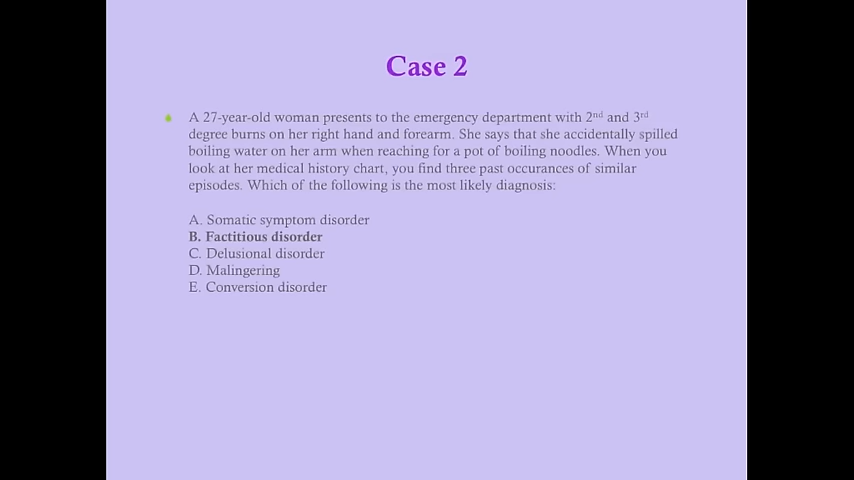 Case 2
A 27-year-old woman presents to the emergency department with 2nd and 3rd
degree burns on her right hand and forearm. She says that she accidentally spilled
boiling water on her arm when reaching for a pot of boiling noodles. When you
look at her medical history chart, you find three past occurances of similar
episodes. Which of the following is the most likely diagnosis:
A. Somatic symptom disorder
B. Factitious disorder
C. Delusional disorder
D. Malingering
E. Conversion disorder